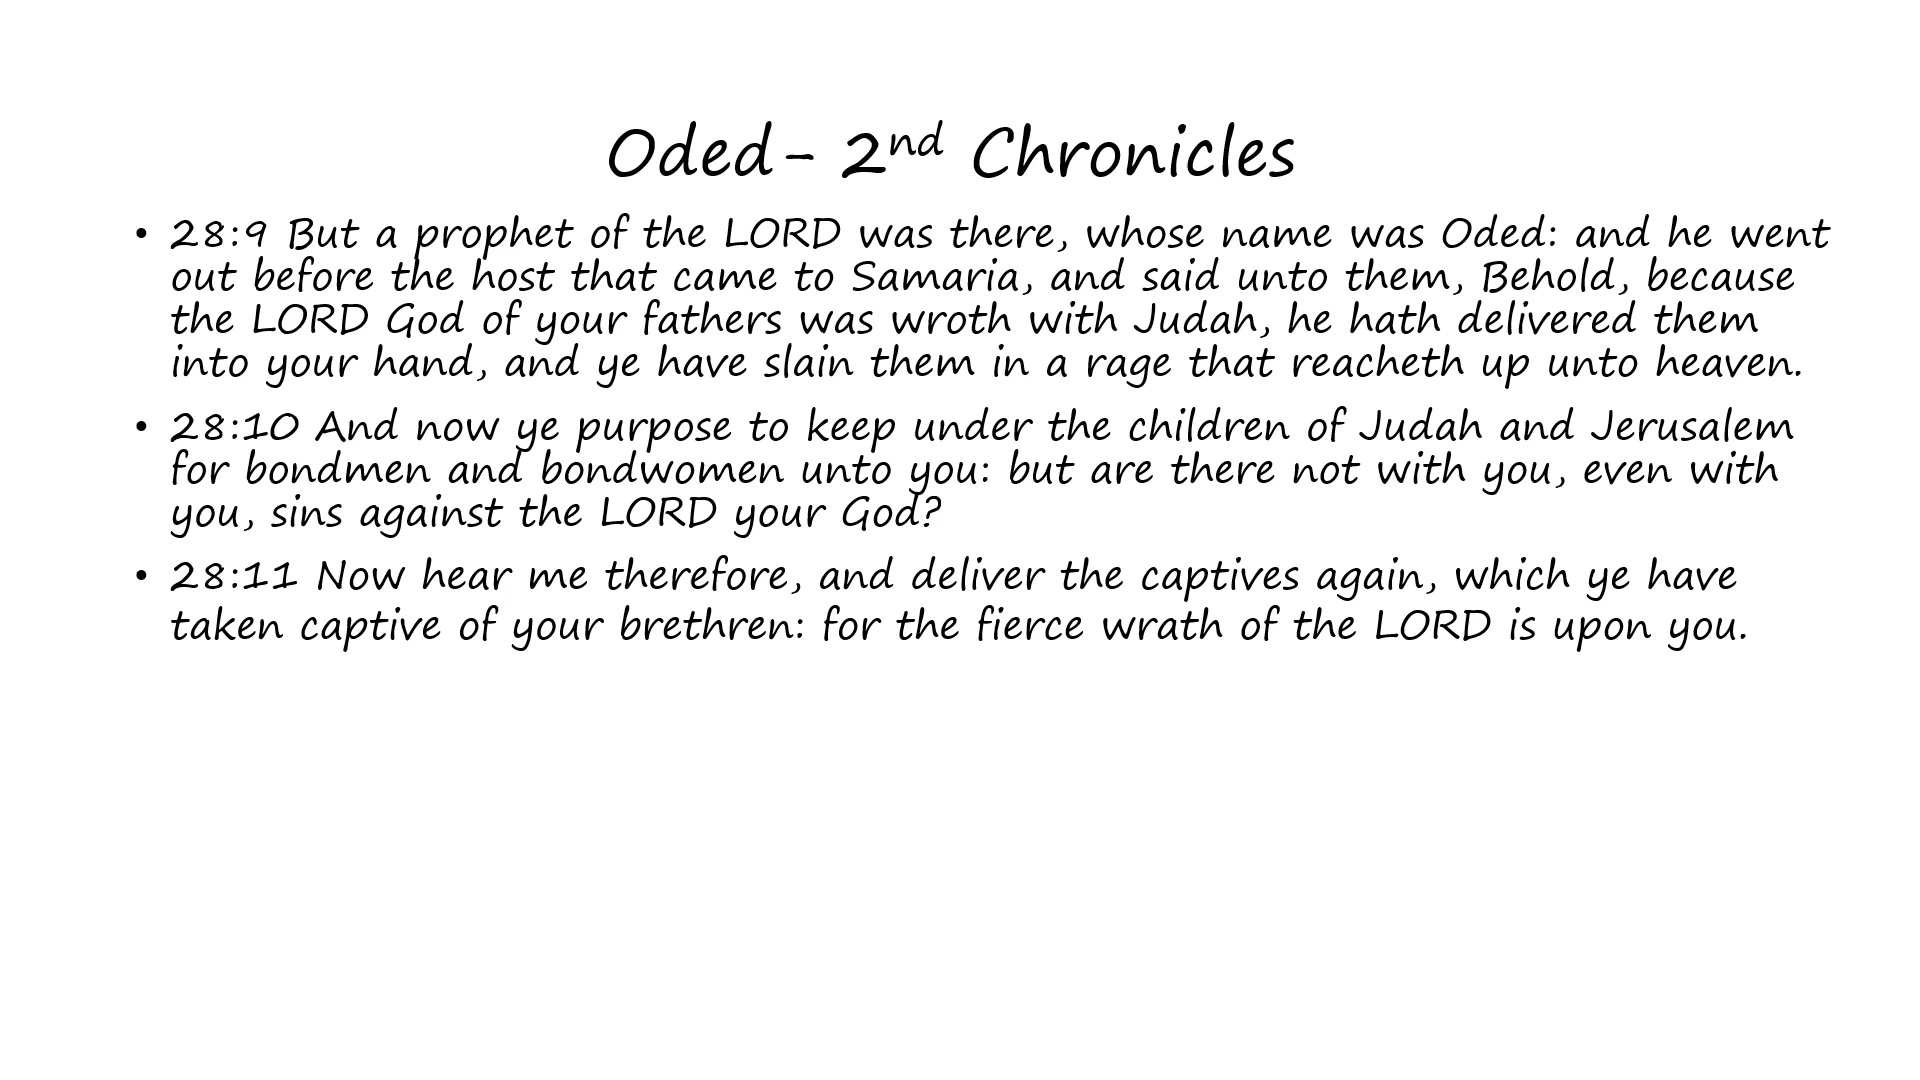 Oded- 2nd Chronicles
• 28:9 But a prophet of the LORD was there, whose name was Oded: and he went
out before the host that came to Samaria, and said unto them, Behold, because
the LORD God of your fathers was wroth with Judah, he hath delivered them
into your hand, and ye have slain them in a rage that reacheth up unto heaven.
• 28:10 And now ye purpose to keep under the children of Judah and Jerusalem
for bondmen and bondwomen unto you: but are there not with you, even with
you, sins against the LORD your God?
• 28:11 Now hear me therefore, and deliver the captives again, which ye have
taken captive of your brethren: for the fierce wrath of the LORD is upon you.